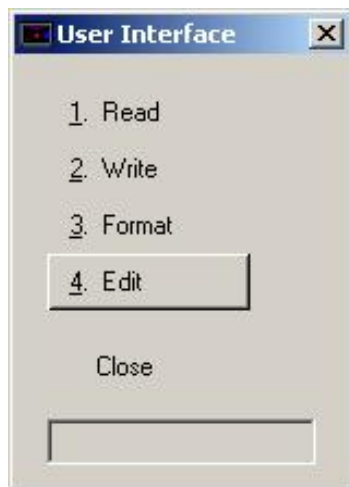 User Interface
1. Read
2. Write
3. Format
4. Edit
Close